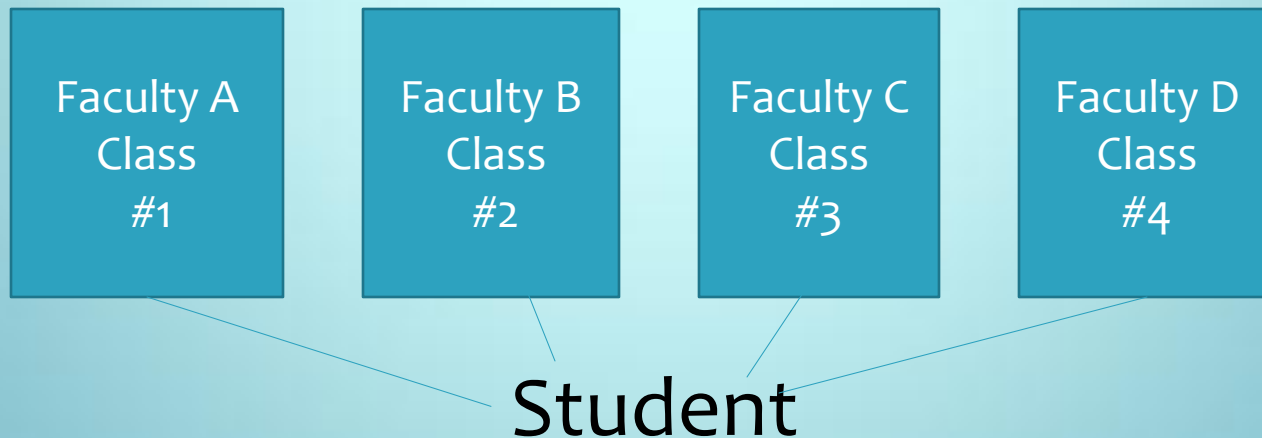 Faculty A
Class
#1
Faculty B
Class
#2
Faculty C
Class
#3
Faculty D
Class
#4
Student